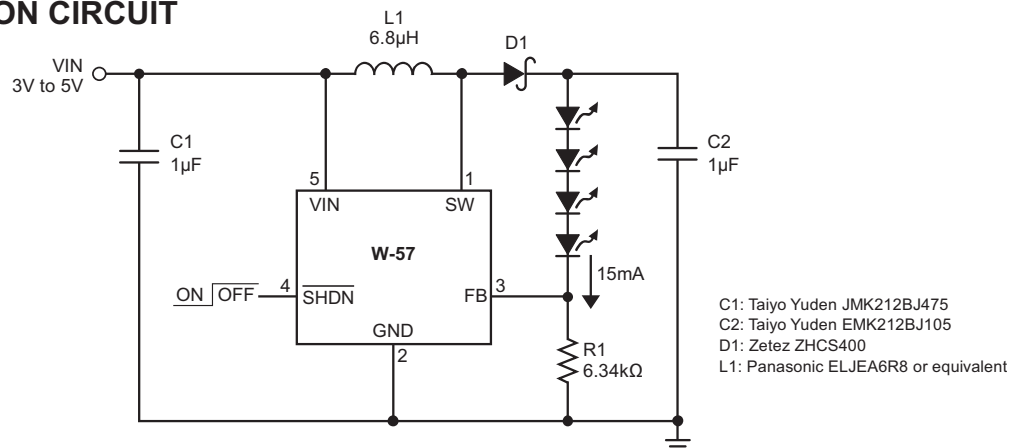 ON CIRCUIT
L1
6.8µH
D1
VIN
3V to 5V
C1
1µF
C2
1µF
5
1
VIN
SW
W-57
15mA
ON OFF
4
SHDN
FB
3
GND
2
R1
6.34kΩ
C1: Taiyo Yuden JMK212BJ475
C2: Taiyo Yuden EMK212BJ105
D1: Zetez ZHCS400
L1: Panasonic ELJEA6R8 or equivalent